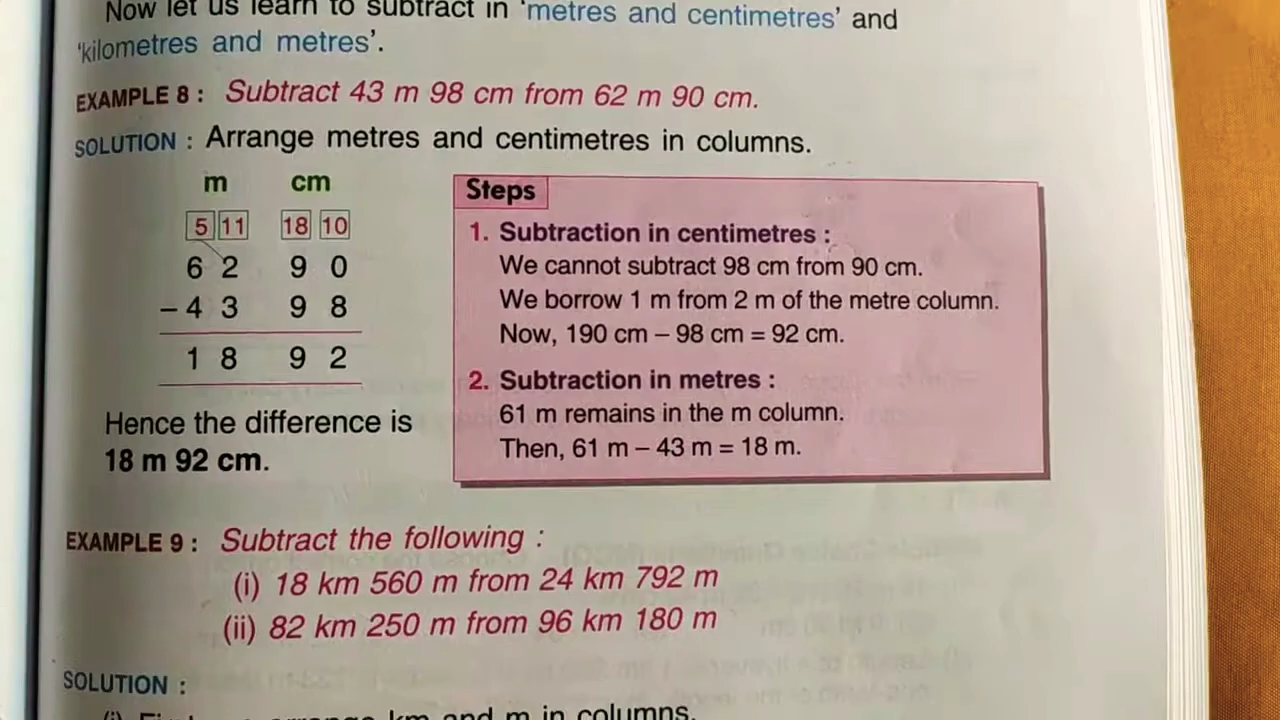 Now let us learn to subtract in 'metres and centimetres' and
'kilometres and metres'.
EXAMPLE 8 : Subtract 43 m 98 cm from 62 m 90 cm.
SOLUTION : Arrange metres and centimetres in columns.
m cm
5 11 18 10
6 2 9 0
– 4 3 9 8
1 8 9 2
Hence the difference is
18 m 92 cm.
Steps
1. Subtraction in centimetres :
We cannot subtract 98 cm from 90 cm.
We borrow 1 m from 2 m of the metre column.
Now, 190 cm – 98 cm = 92 cm.
2. Subtraction in metres :
61 m remains in the m column.
Then, 61 m – 43 m = 18 m.
EXAMPLE 9 : Subtract the following :
(i) 18 km 560 m from 24 km 792 m
(ii) 82 km 250 m from 96 km 180 m
SOLUTION :
(i) arrange km and m in columns.